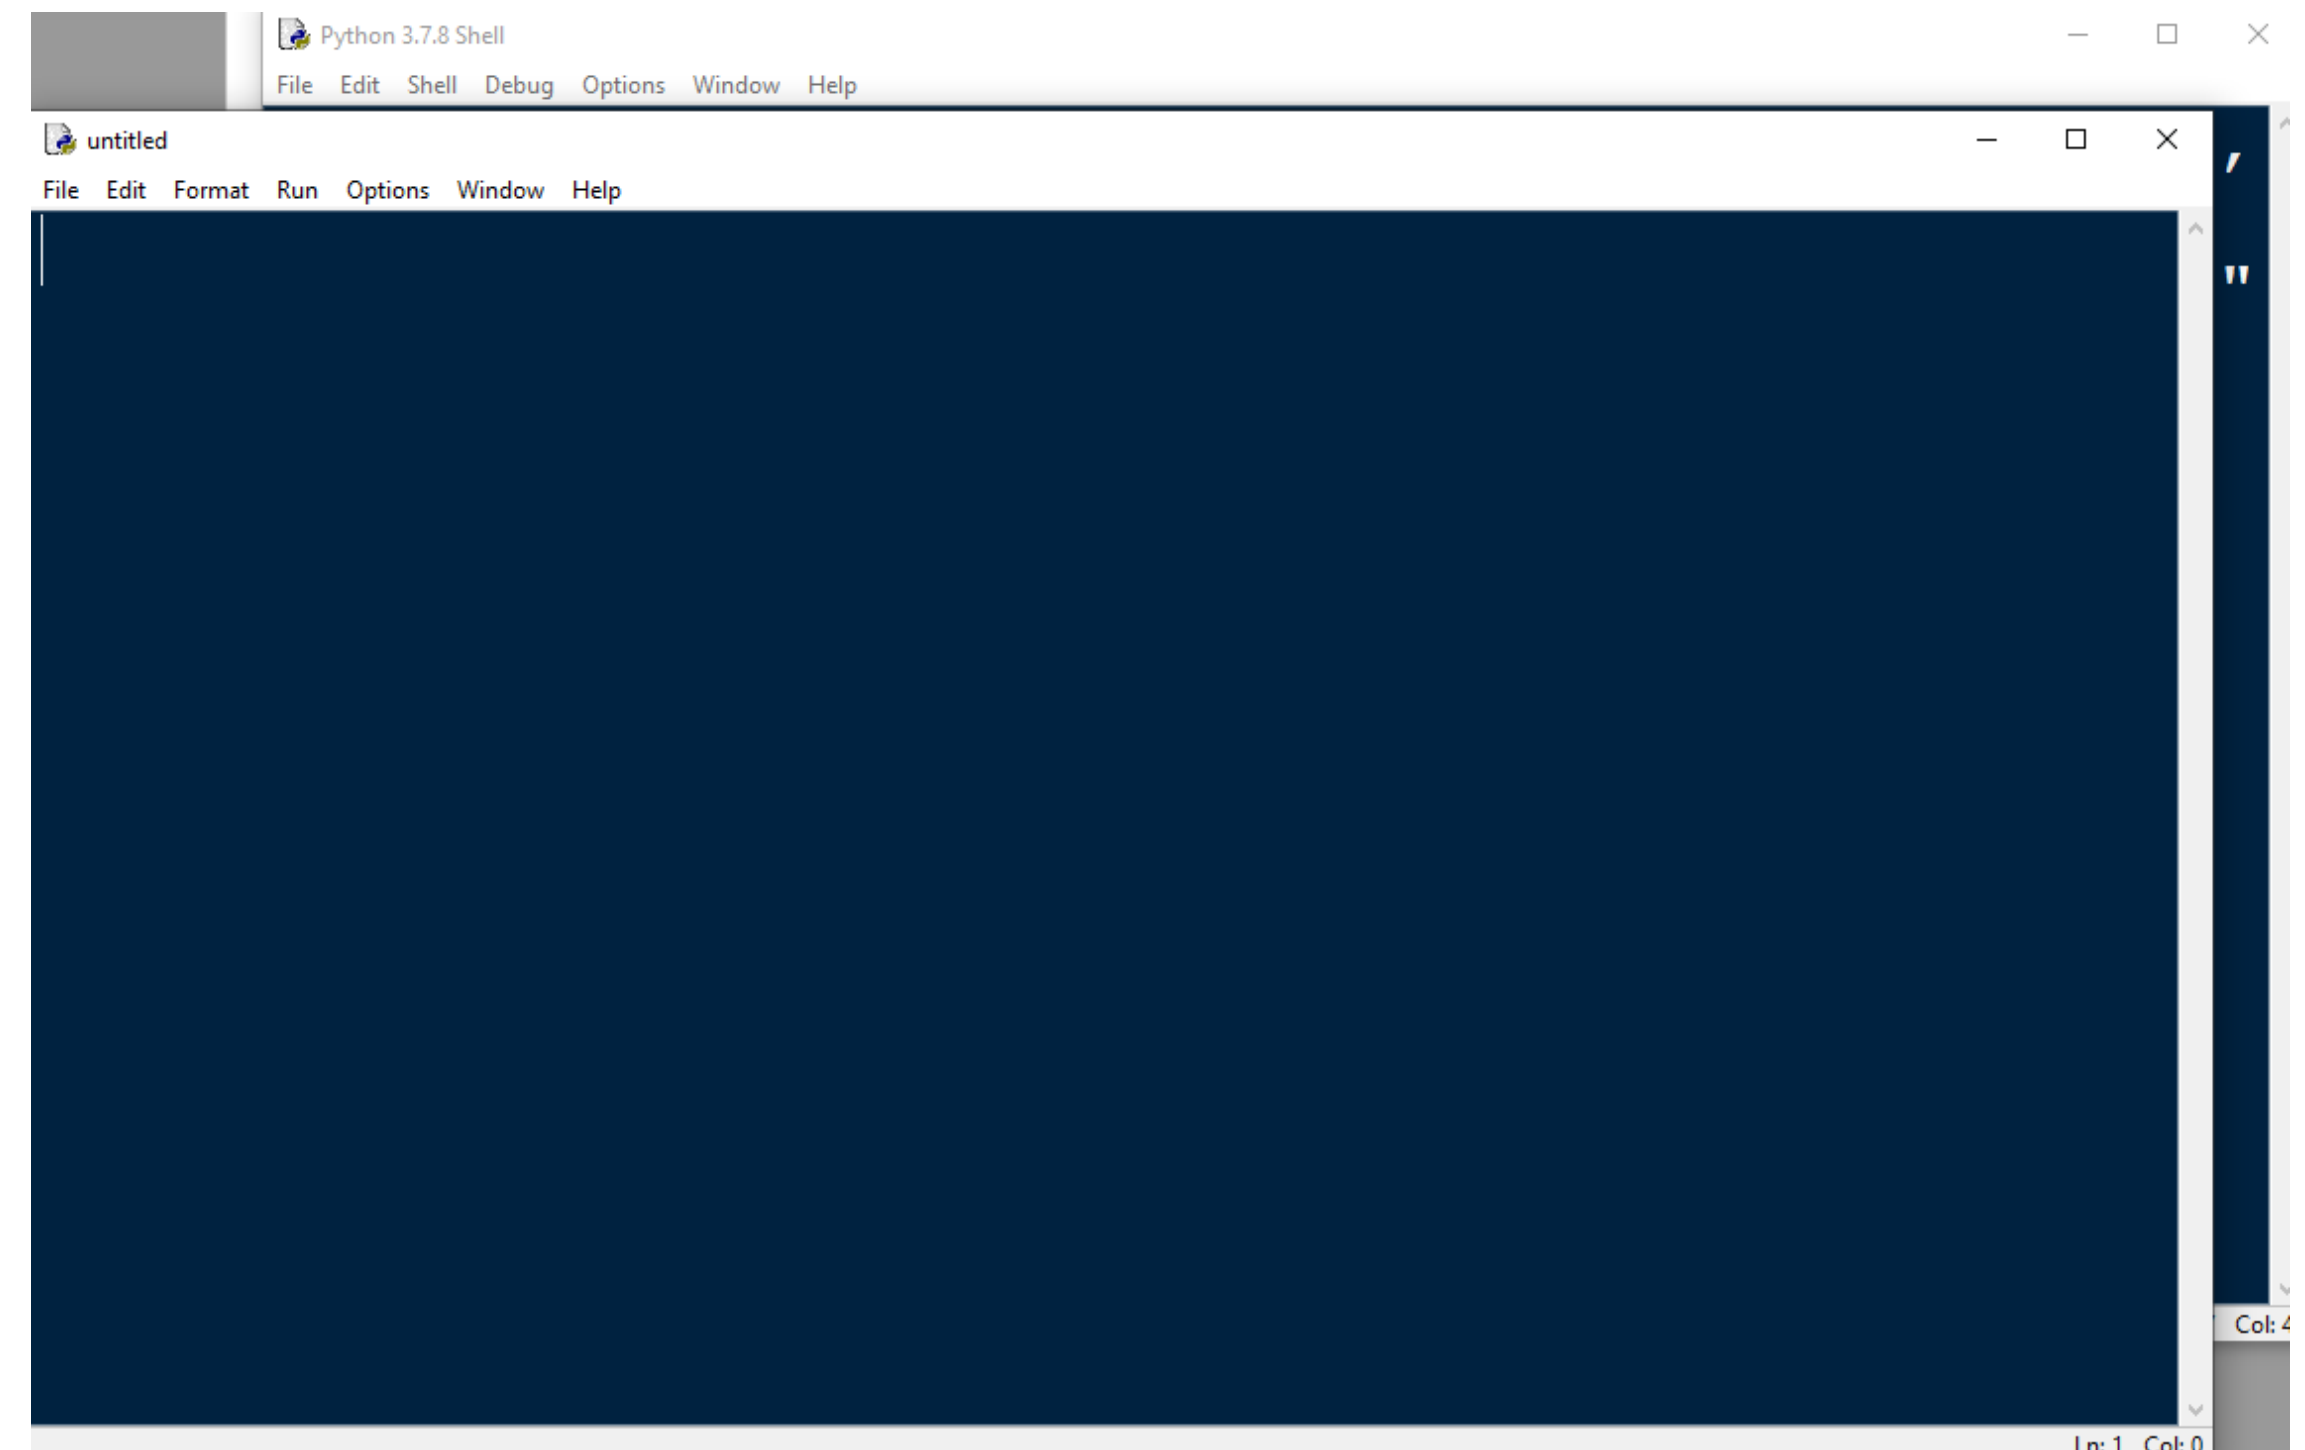 Python 3.7.8 Shell
File Edit Shell Debug Options Window Help
untitled
File Edit Format Run Options Window Help
,
"
Col: 4
Ln: 1 Col: 0